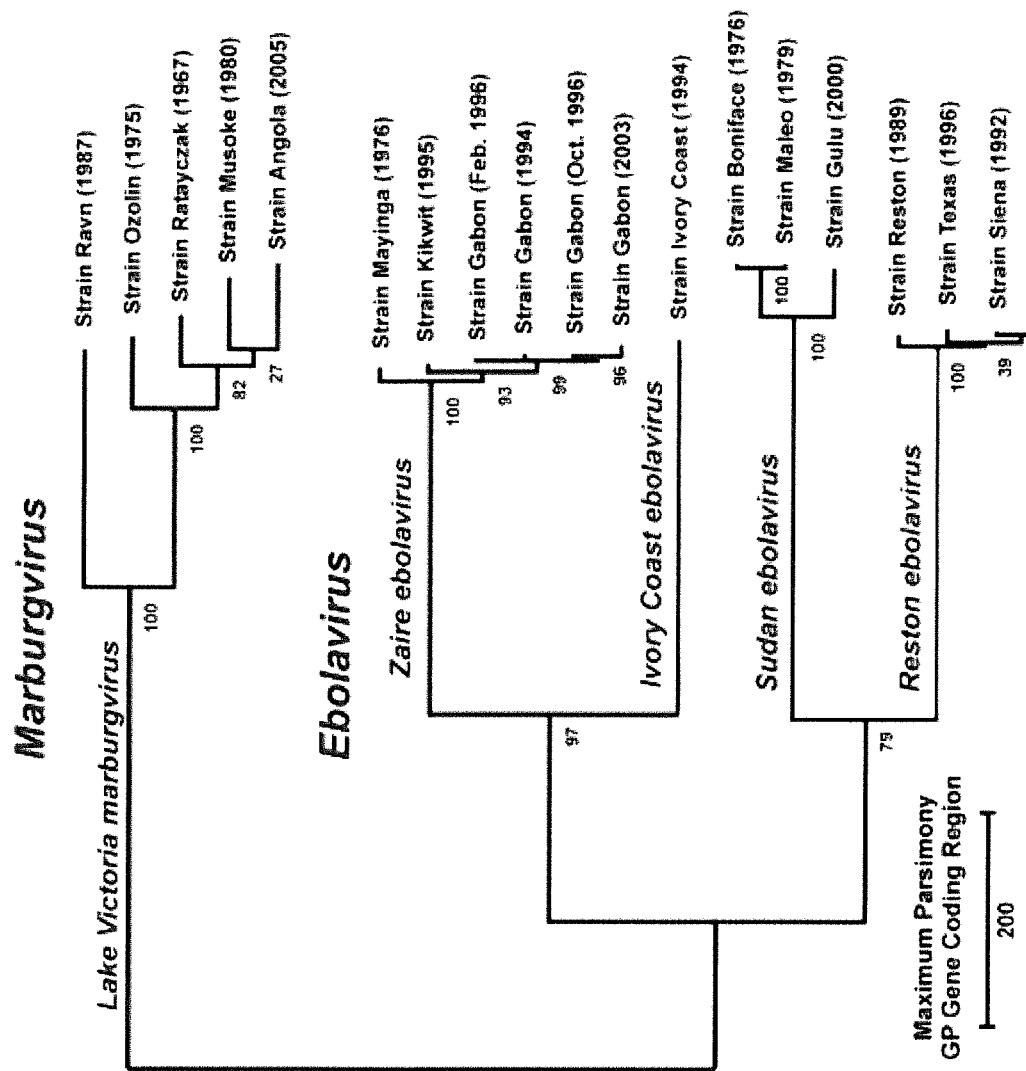 Marburgvirus
Lake Victoria marburgvirus
100
Strain Ravn (1987)
100
Strain Ozolin (1975)
82
Strain Ratayczak (1967)
27
Strain Musoke (1980)
Strain Angola (2005)
Ebolavirus
97
Zaire ebolavirus
100
Strain Mayinga (1976)
93
Strain Kikwit (1995)
99
Strain Gabon (Feb. 1996)
Strain Gabon (1994)
96
Strain Gabon (Oct. 1996)
Strain Gabon (2003)
Ivory Coast ebolavirus
Strain Ivory Coast (1994)
79
Sudan ebolavirus
100
100
Strain Boniface (1976)
Strain Maleo (1979)
Strain Gulu (2000)
Reston ebolavirus
100
Strain Reston (1989)
39
Strain Texas (1996)
Strain Siena (1992)
Maximum Parsimony
GP Gene Coding Region
200